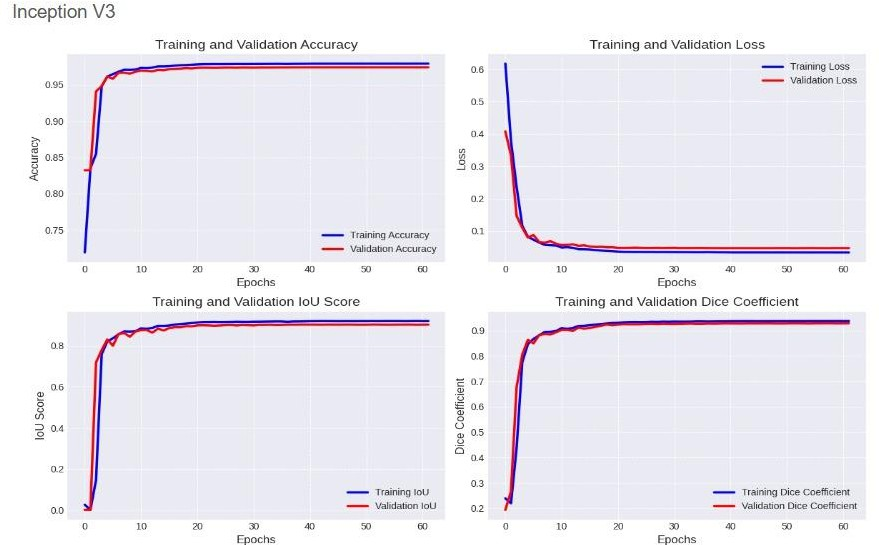 Inception V3
Training and Validation Accuracy
Accuracy
0.95
0.90
0.85
0.80
0.75
Training Accuracy
Validation Accuracy
0 10 20 30 40 50 60
Epochs
Training and Validation Loss
Loss
0.6
0.5
0.4
0.3
0.2
0.1
Training Loss
Validation Loss
0 10 20 30 40 50 60
Epochs
Training and Validation IoU Score
IoU Score
0.8
0.6
0.4
0.2
0.0
Training IoU
Validation IoU
0 10 20 30 40 50 60
Epochs
Training and Validation Dice Coefficient
Dice Coefficient
0.9
0.8
0.7
0.6
0.5
0.4
0.3
0.2
Training Dice Coefficient
Validation Dice Coefficient
0 10 20 30 40 50 60
Epochs